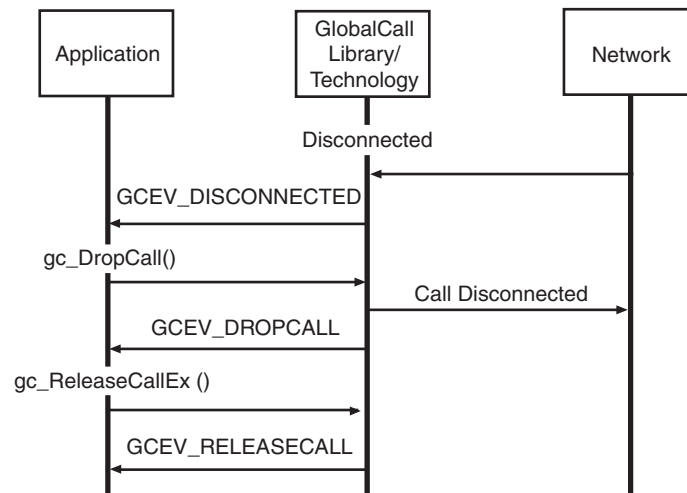 Application
GlobalCall
Library/
Technology
Network
Disconnected
GCEV_DISCONNECTED
gc_DropCall()
Call Disconnected
GCEV_DROPCALL
gc_ReleaseCallEx ()
GCEV_RELEASECALL